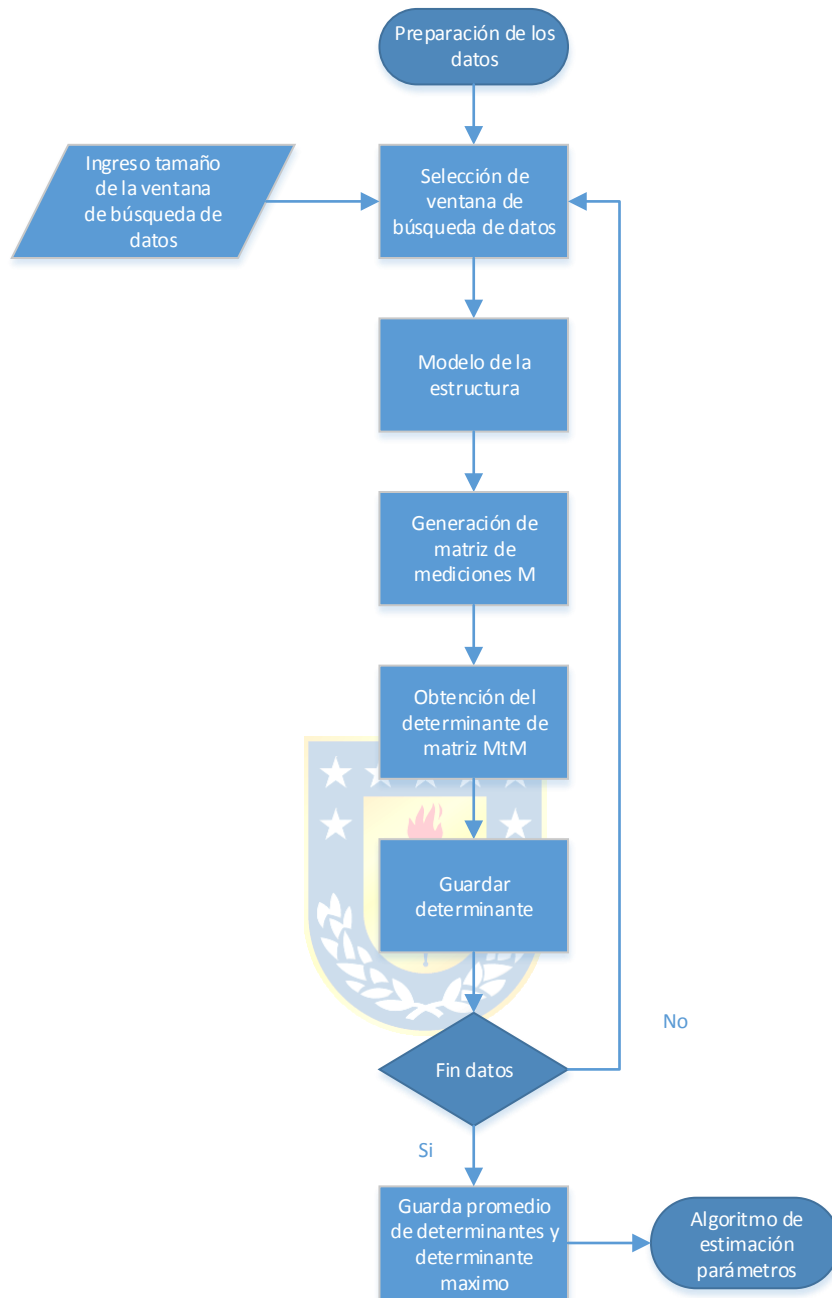 Preparación de los
datos
Ingreso tamaño
de la ventana
de búsqueda de
datos
Selección de
ventana de
búsqueda de datos
Modelo de la
estructura
Generación de
matriz de
mediciones M
Obtención del
determinante de
matriz MtM
Guardar
determinante
Fin datos
No
Si
Guarda promedio
de determinantes y
determinante
maximo
Algoritmo de
estimación
parámetros